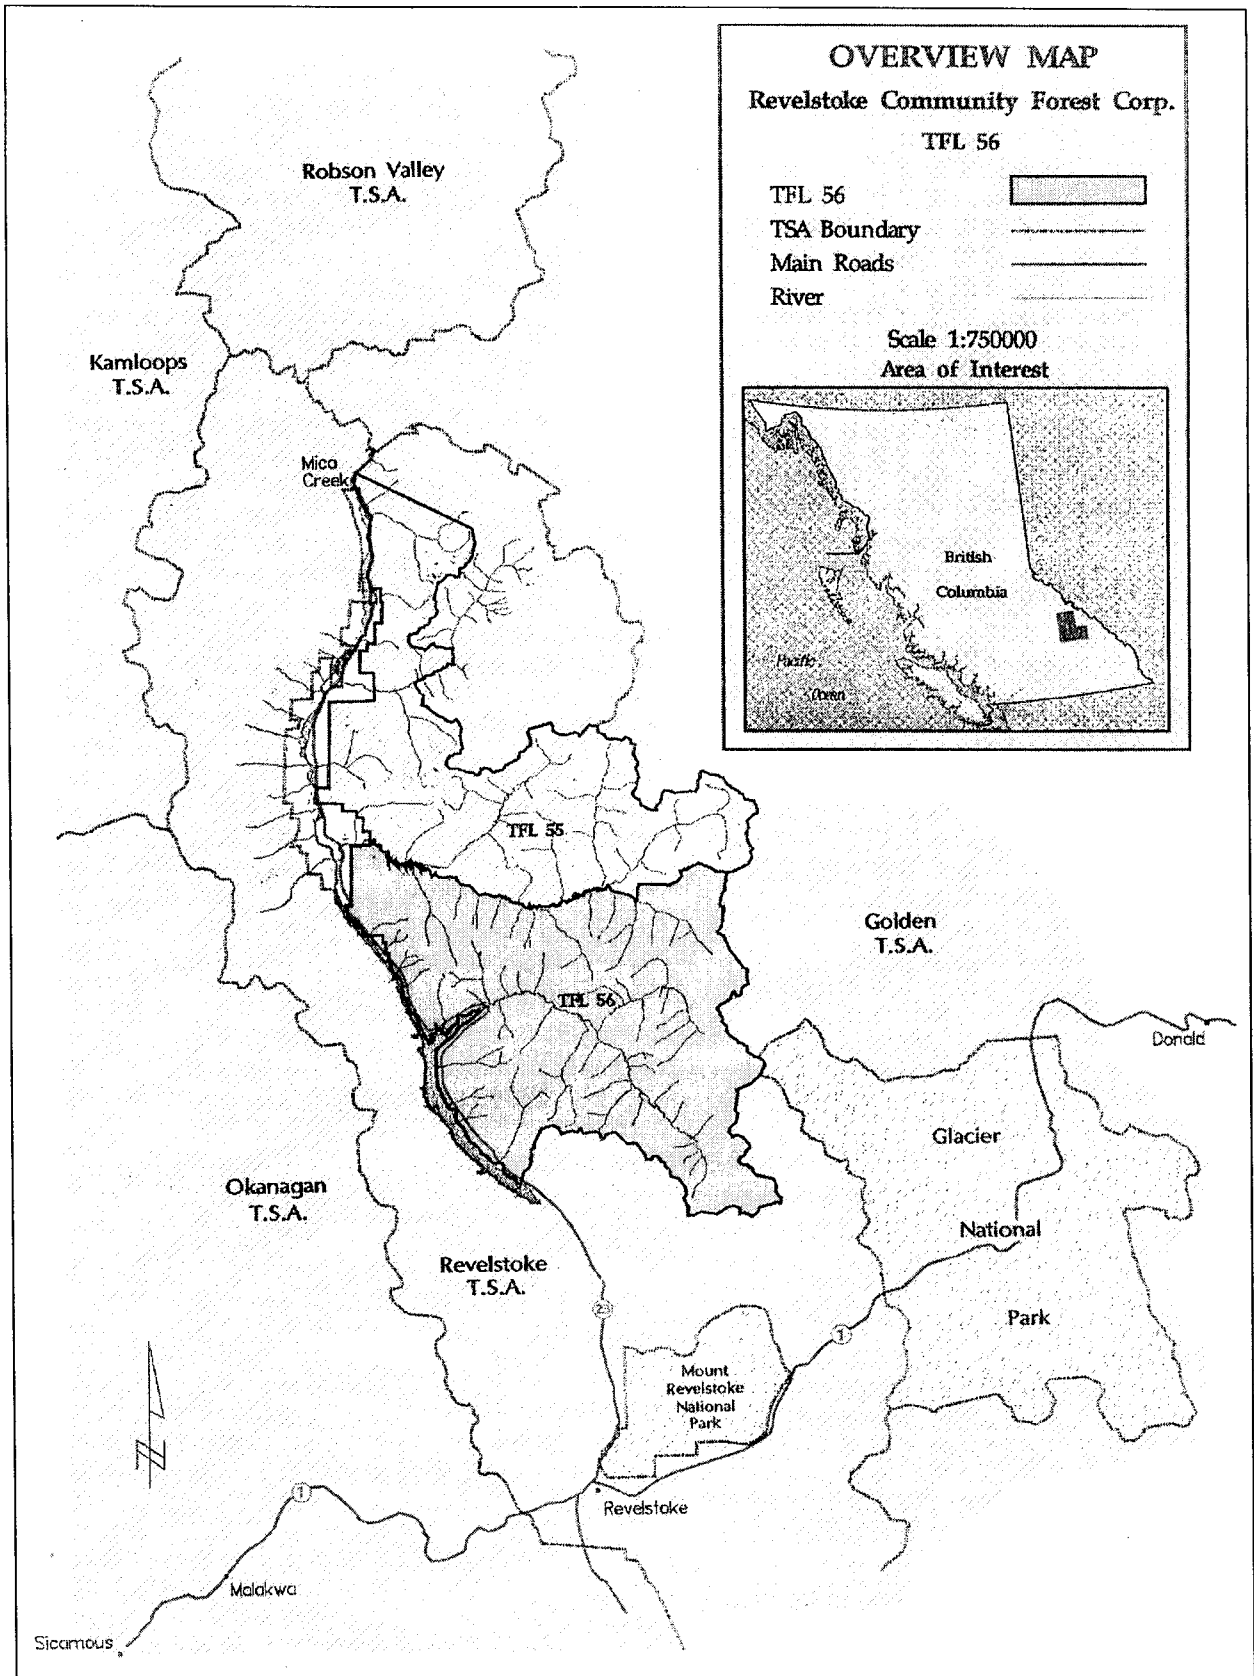 OVERVIEW MAP
Revelstoke Community Forest Corp.
TFL 56
TFL 56
TSA Boundary
Main Roads
River
Scale 1:750000
Area of Interest
British
Columbia
Pacific
Ocean
Robson Valley
T.S.A.
Kamloops
T.S.A.
Mica
Creek
TFL 55
Golden
T.S.A.
TFL 56
Donald
Glacier
National
Park
Okanagan
T.S.A.
Revelstoke
T.S.A.
23
1
Mount
Revelstoke
National
Park
N
1
Revelstoke
Malakwa
Sicamous